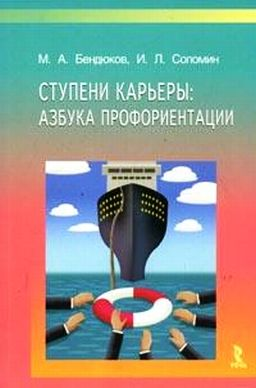 М. А. Бендюков, И. Л. Соломин
СТУПЕНИ КАРЬЕРЫ:
АЗБУКА ПРОФОРИЕНТАЦИИ
РЕЧЬ